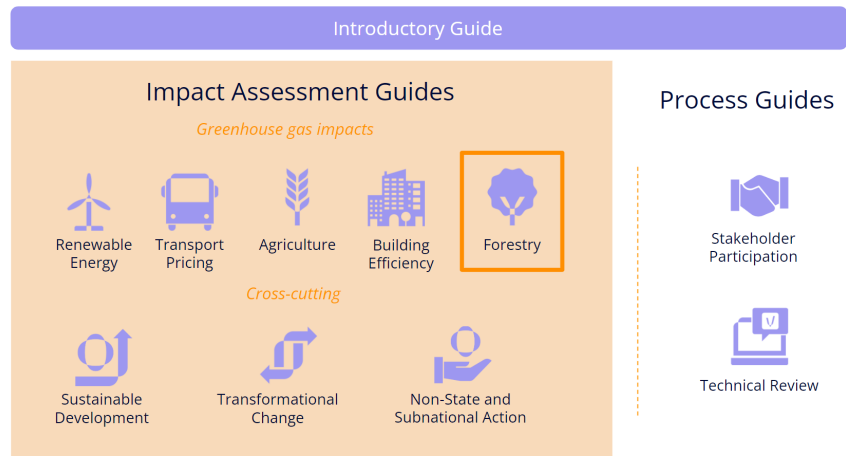 Introductory Guide
Impact Assessment Guides
Process Guides
Greenhouse gas impacts
Renewable
Energy
Transport
Pricing
Agriculture
Building
Efficiency
Forestry
Stakeholder
Participation
Cross-cutting
Sustainable
Development
Transformational
Change
Non-State and
Subnational Action
Technical Review